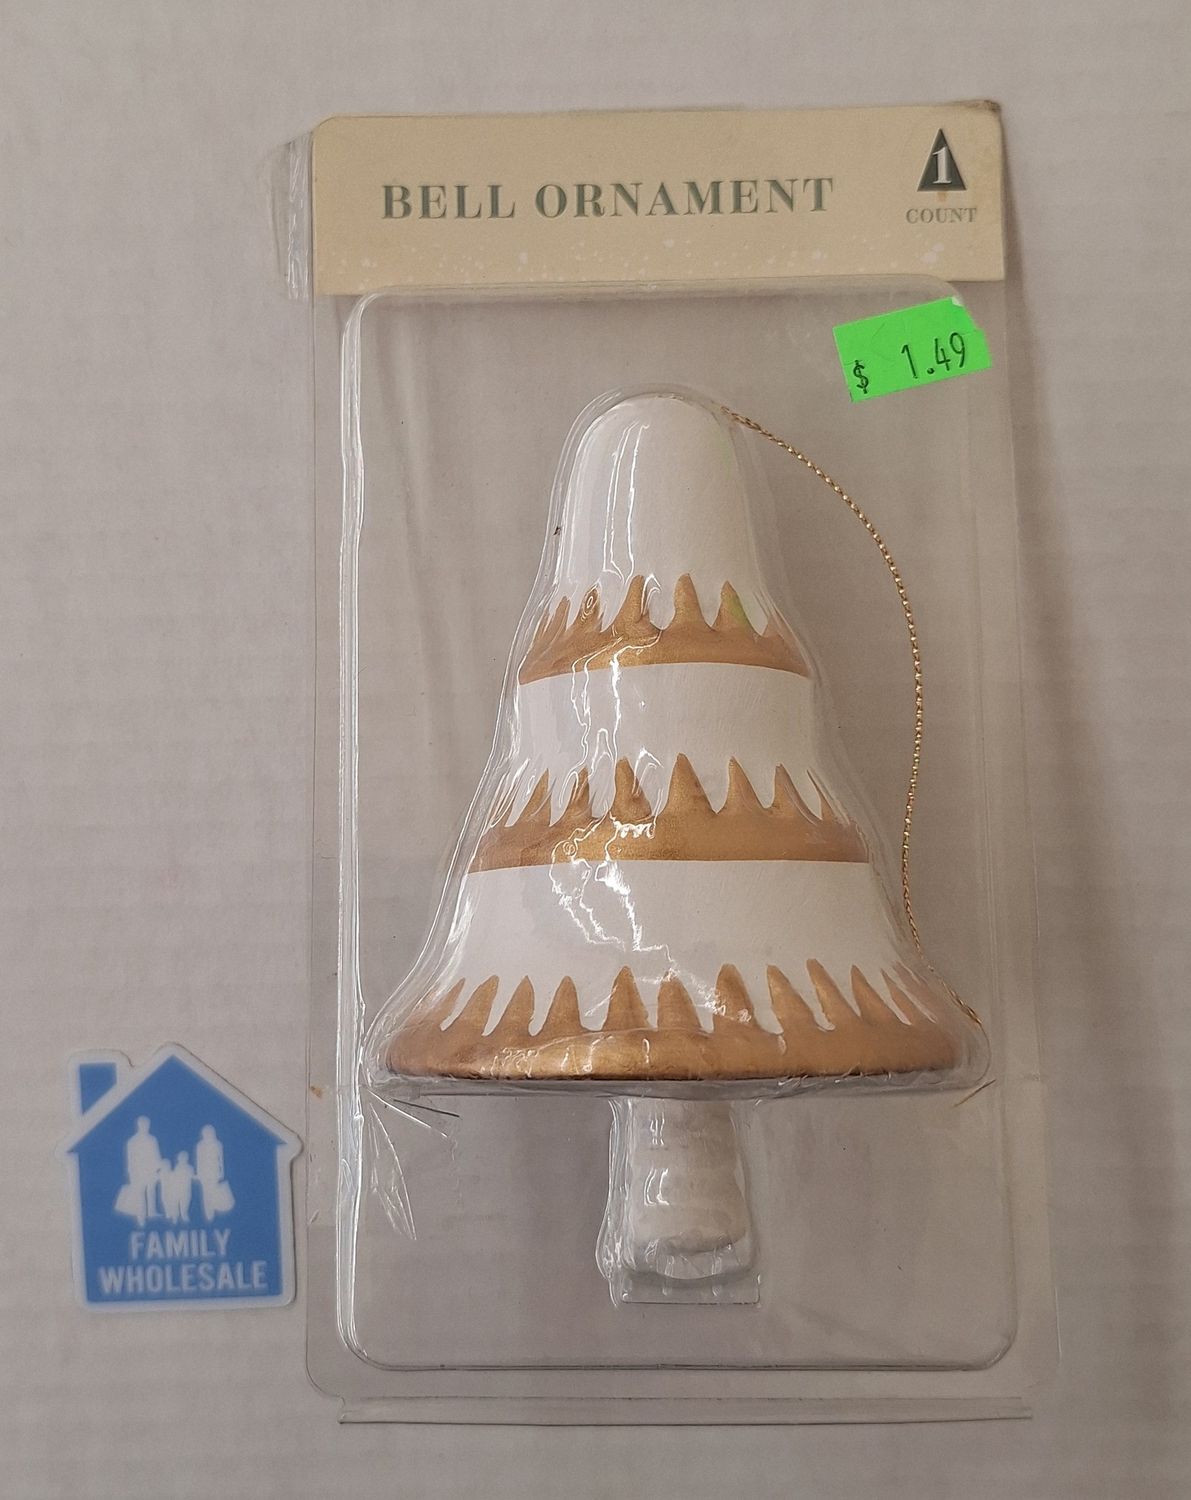 BELL ORNAMENT
1
COUNT
$ 1.49
FAMILY
WHOLESALE